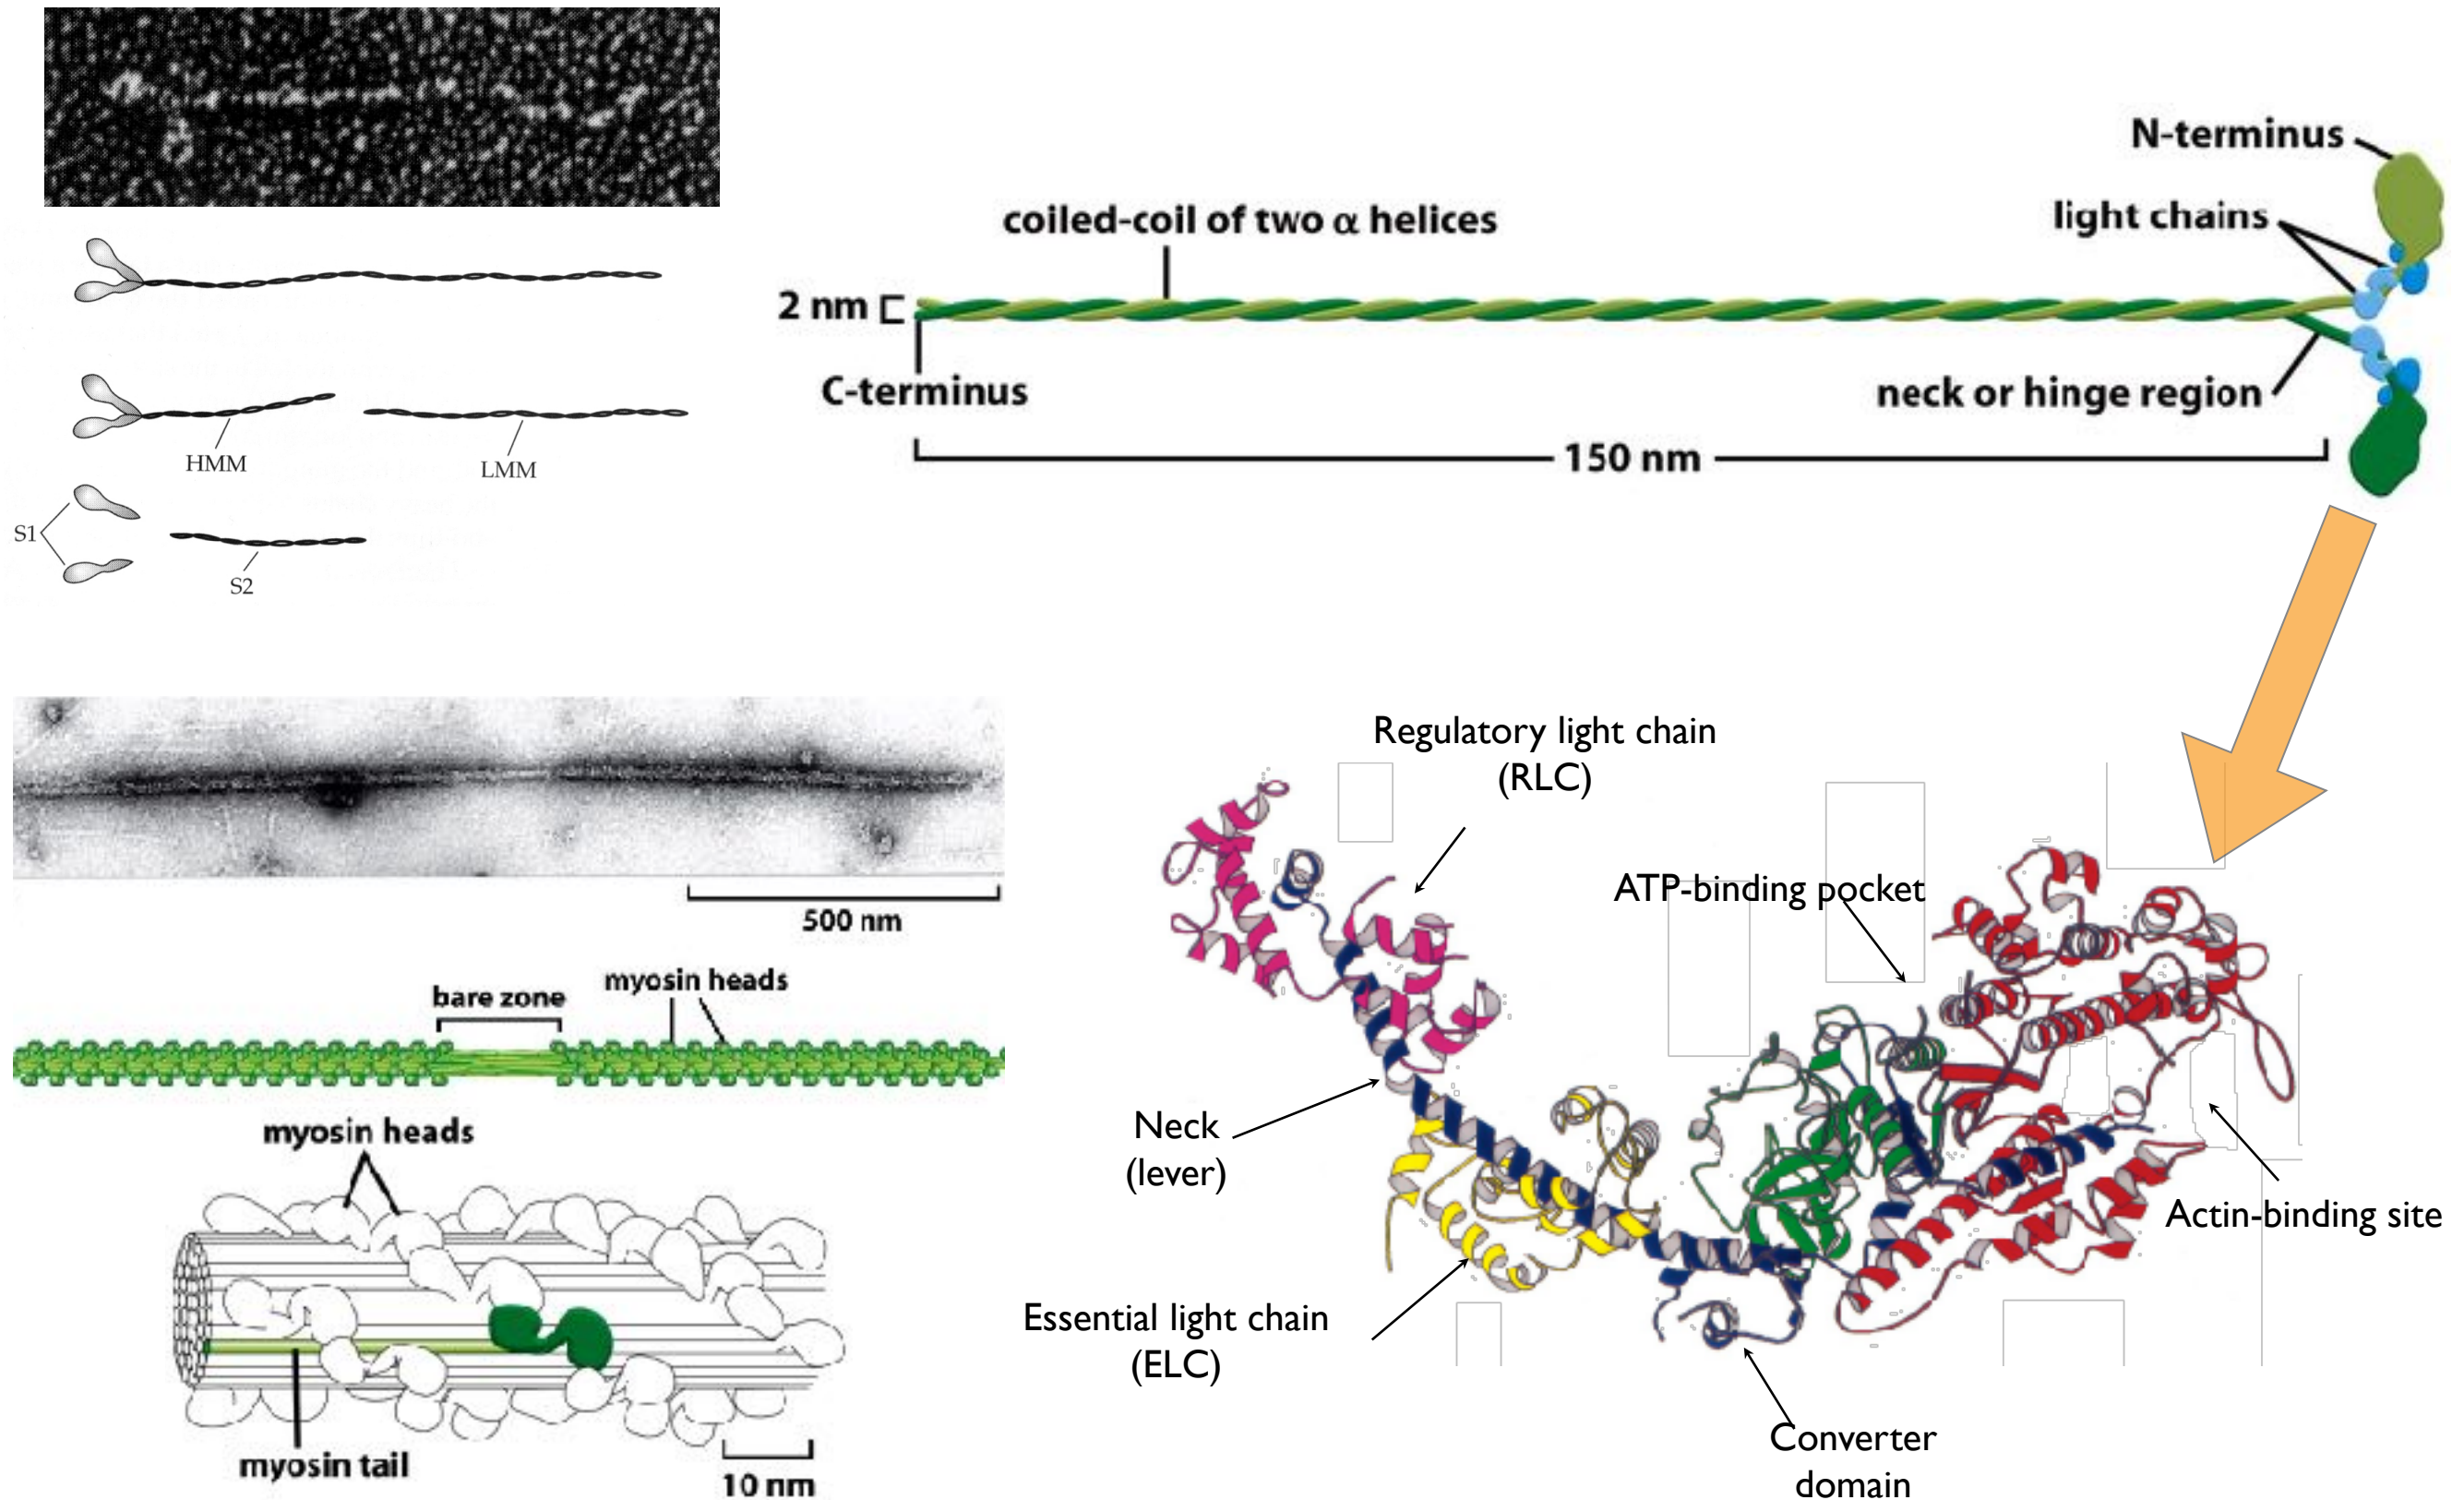 HMM
LMM
S1
S2
N-terminus
light chains
coiled-coil of two α helices
2 nm
C-terminus
neck or hinge region
150 nm
500 nm
bare zone
myosin heads
myosin heads
myosin tail
10 nm
Regulatory light chain
(RLC)
ATP-binding pocket
Neck
(lever)
Actin-binding site
Essential light chain
(ELC)
Converter
domain